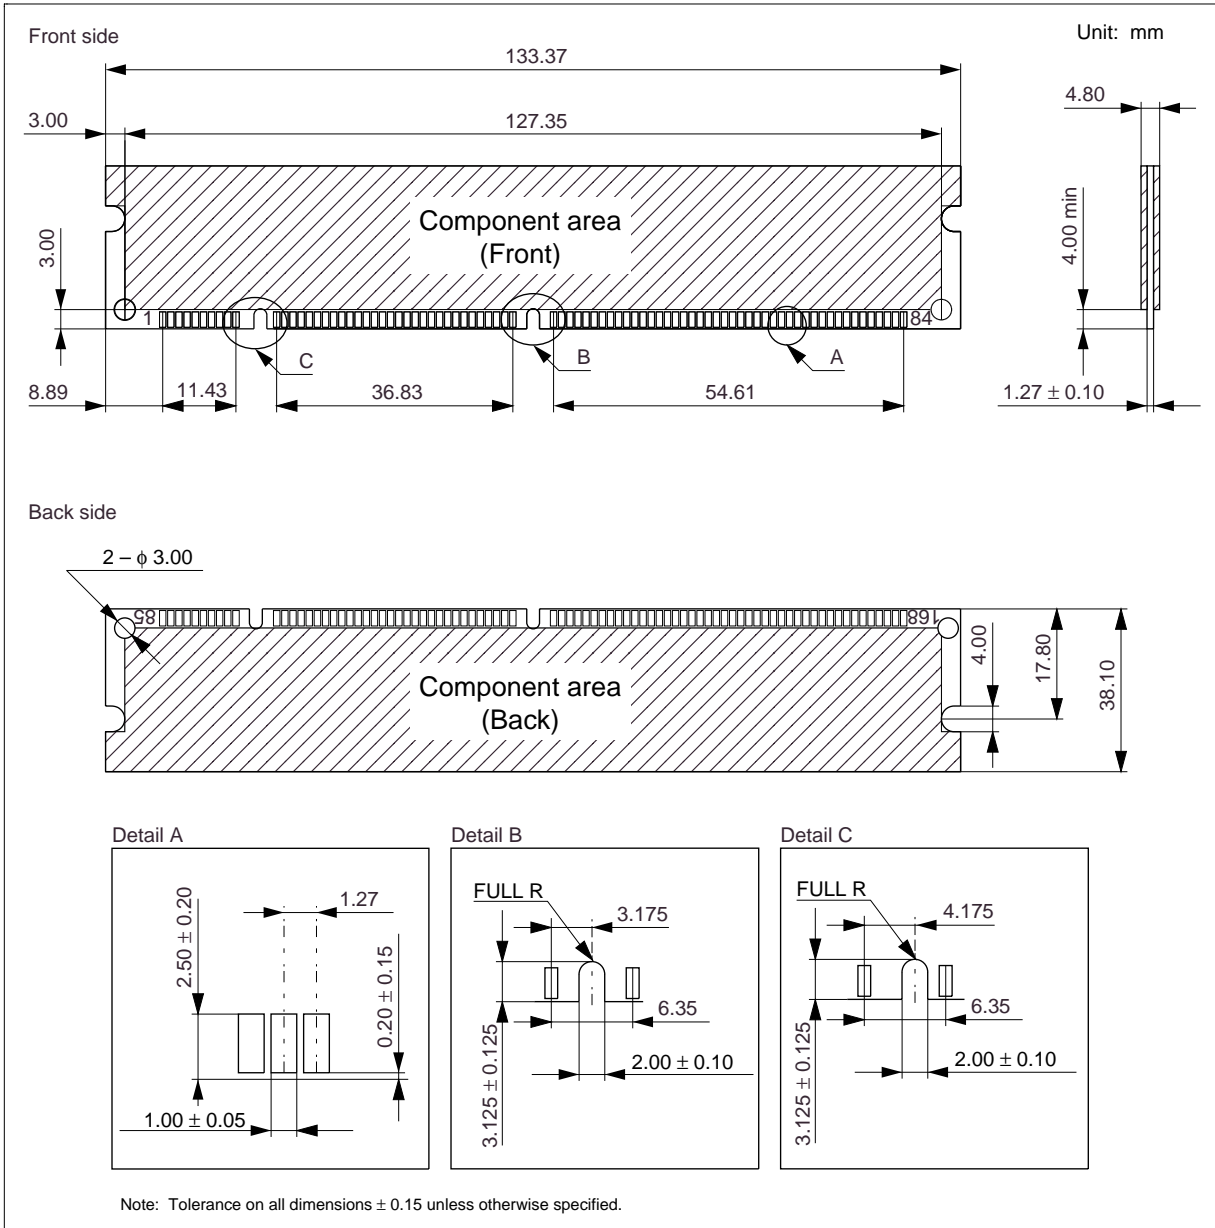 Front side
Unit: mm
133.37
4.80
3.00
127.35
Component area
(Front)
4.00 min
3.00
1
84
C
B
A
8.89
11.43
36.83
54.61
1.27 ± 0.10
Back side
2 – ϕ 3.00
85
168
4.00
17.80
38.10
Component area
(Back)
Detail A
1.27
2.50 ± 0.20
0.20 ± 0.15
1.00 ± 0.05
Detail B
FULL R
3.175
6.35
3.125 ± 0.125
2.00 ± 0.10
Detail C
FULL R
4.175
6.35
3.125 ± 0.125
2.00 ± 0.10
Note: Tolerance on all dimensions ± 0.15 unless otherwise specified.